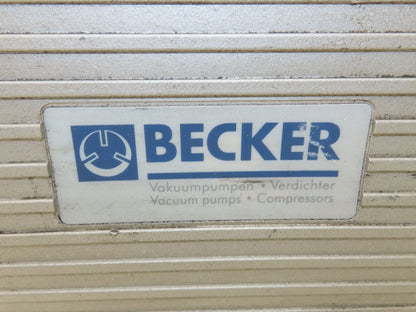 BECKER
Vakuumpumpen • Verdichter
Vacuum pumps • Compressors